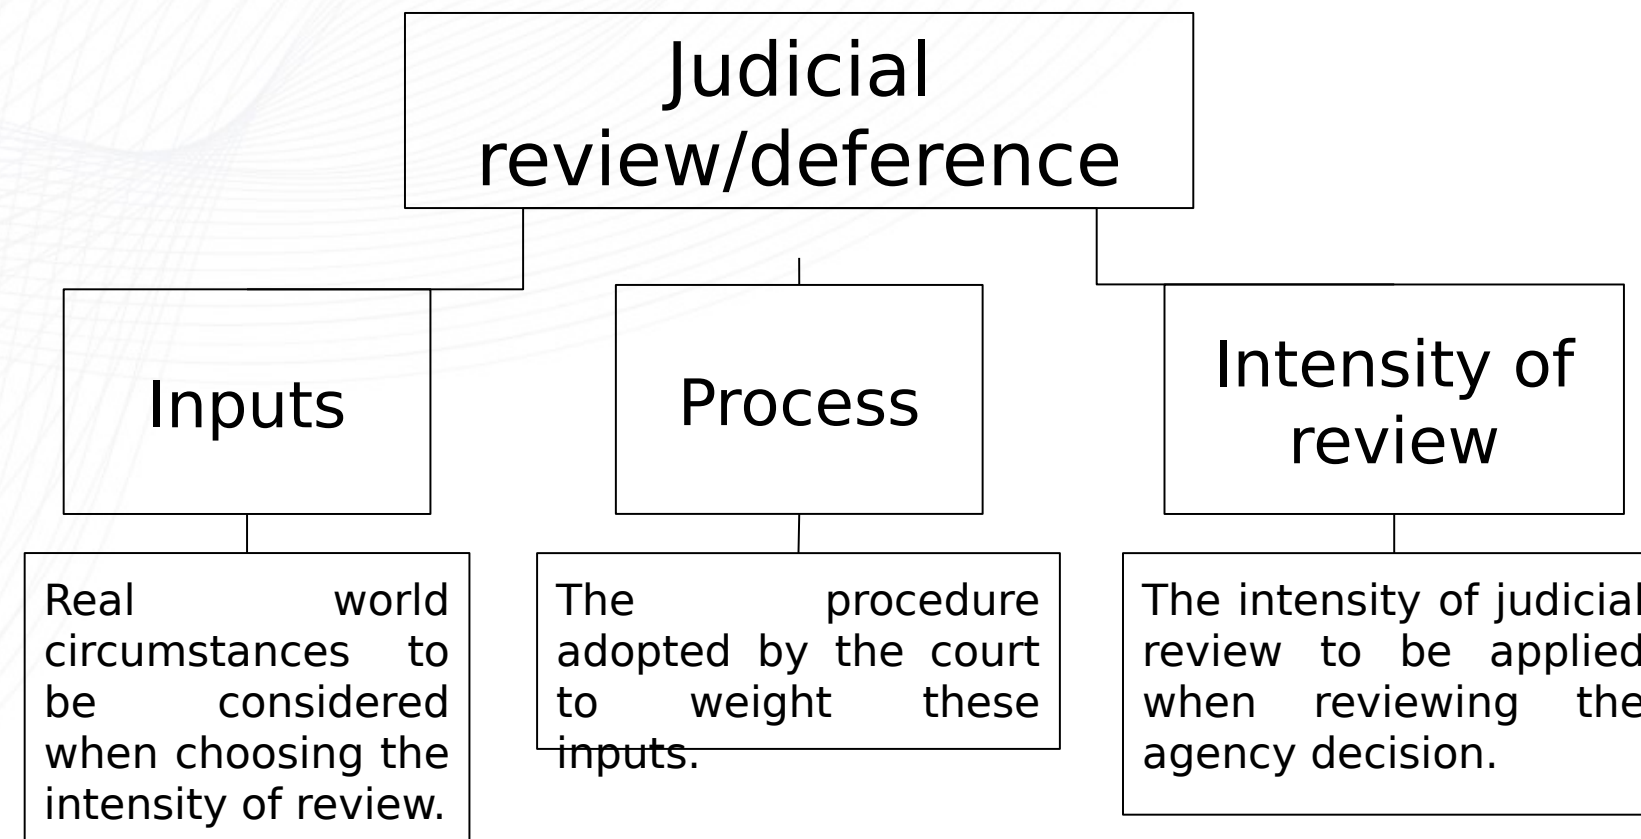 Judicial
review/deference
Inputs
Process
Intensity of
review
Real world
circumstances to
be considered
when choosing the
intensity of review.
The procedure
adopted by the court
to weight these
inputs.
The intensity of judicial
review to be applied
when reviewing the
agency decision.